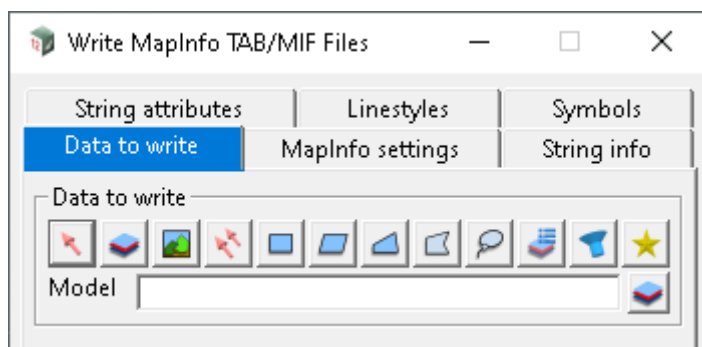 Write MapInfo TAB/MIF Files
String attributes
Linestyles
Symbols
Data to write
MapInfo settings
String info
Data to write
Model